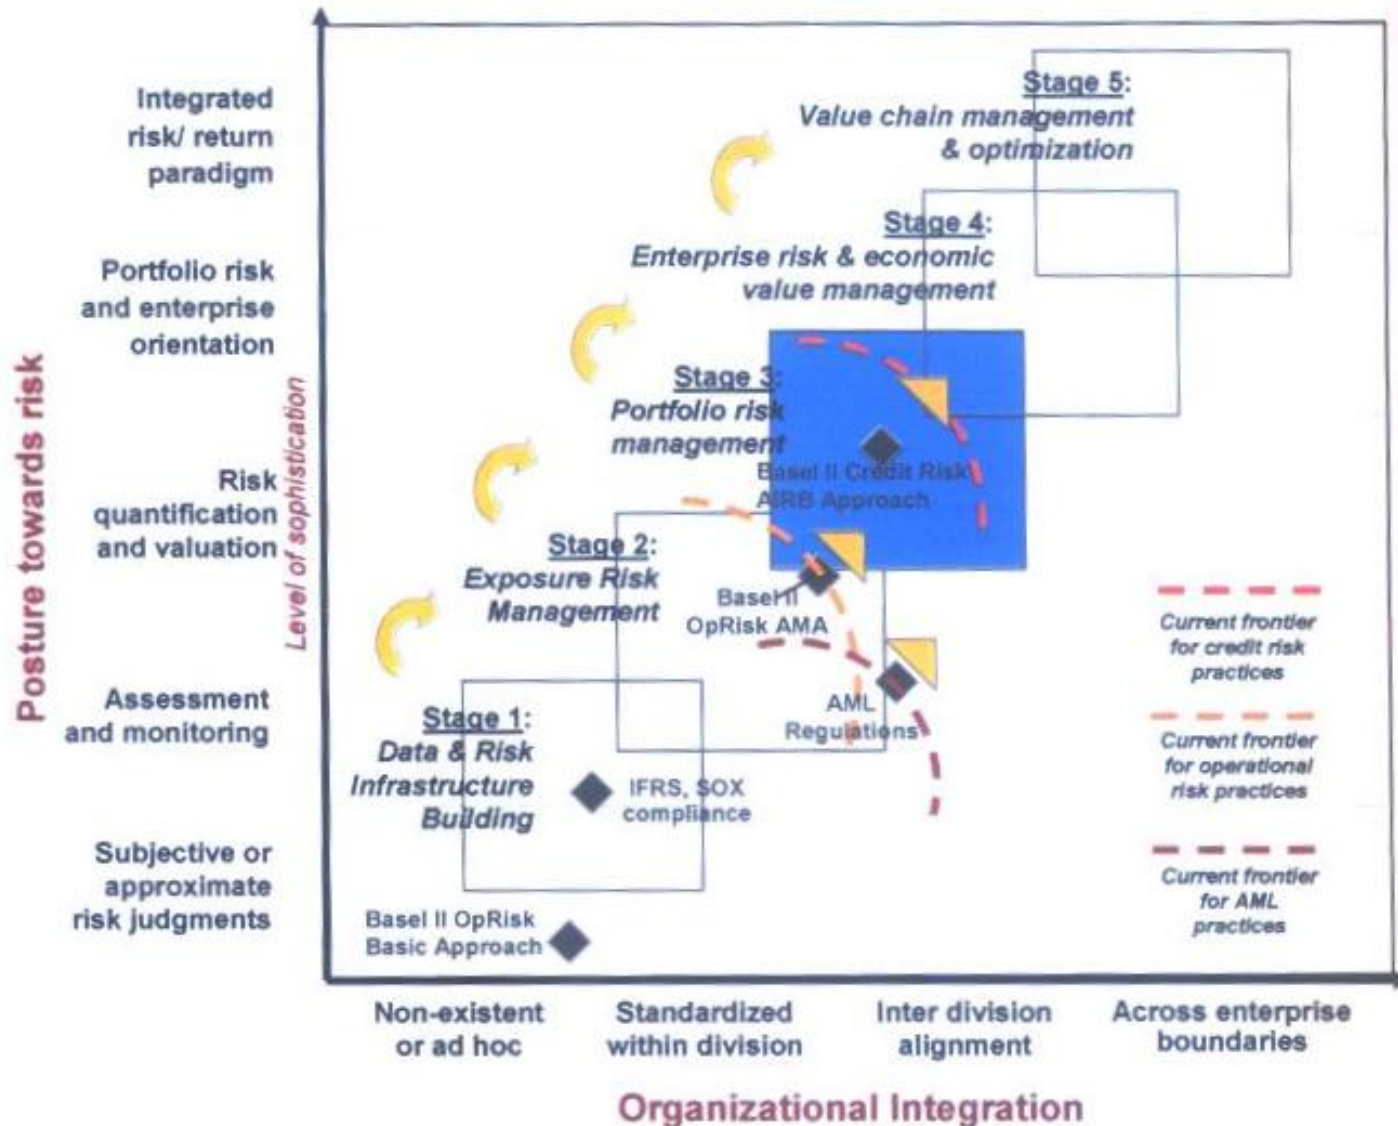 Posture towards risk
Level of sophistication
Integrated
risk/ return
paradigm
Portfolio risk
and enterprise
orientation
Risk
quantification
and valuation
Assessment
and monitoring
Subjective or
approximate
risk judgments
Stage 5:
Value chain management
& optimization
Stage 4:
Enterprise risk & economic
value management
Stage 3:
Portfolio risk
management
Basel II Credit Risk
AIRB Approach
Stage 2:
Exposure Risk
Management
Basel II
OpRisk AMA
AML
Regulations
Stage 1:
Data & Risk
Infrastructure
Building
IFRS, SOX
compliance
Basel II OpRisk
Basic Approach
Current frontier
for credit risk
practices
Current frontier
for operational
risk practices
Current frontier
for AML
practices
Non-existent
or ad hoc
Standardized
within division
Inter division
alignment
Across enterprise
boundaries
Organizational Integration